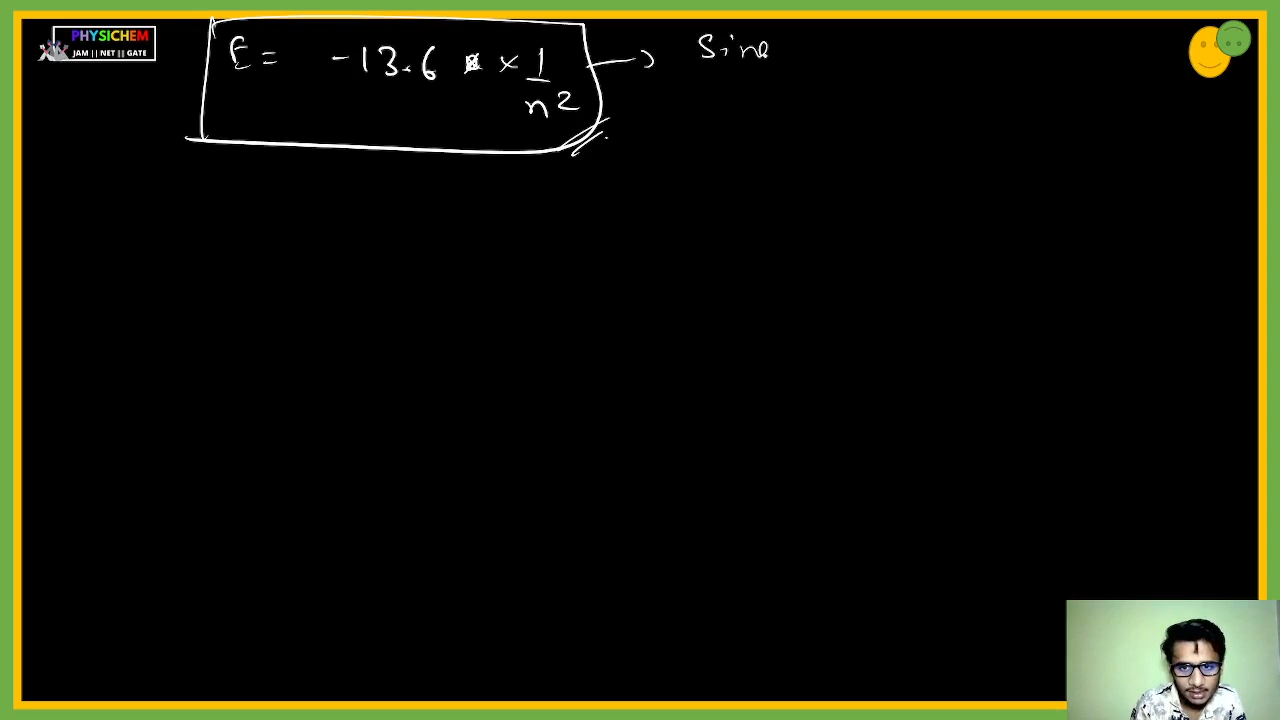 PHYSICHEM
JAM || NET || GATE
E = -13.6 × 1/n² → Sine